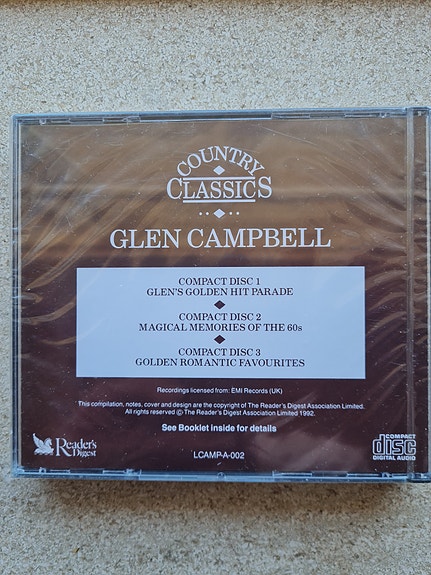 COUNTRY
CLASSICS
GLEN CAMPBELL
COMPACT DISC 1
GLEN'S GOLDEN HIT PARADE
COMPACT DISC 2
MAGICAL MEMORIES OF THE 60s
COMPACT DISC 3
GOLDEN ROMANTIC FAVOURITES
Recordings licensed from: EMI Records (UK)
This compilation, notes, cover and design are the copyright of The Reader's Digest Association Limited.
All rights reserved Ⓟ The Reader's Digest Association Limited 1992.
See Booklet inside for details
Reader's
Digest
LCAMP-A-002
COMPACT
disc
DIGITAL AUDIO